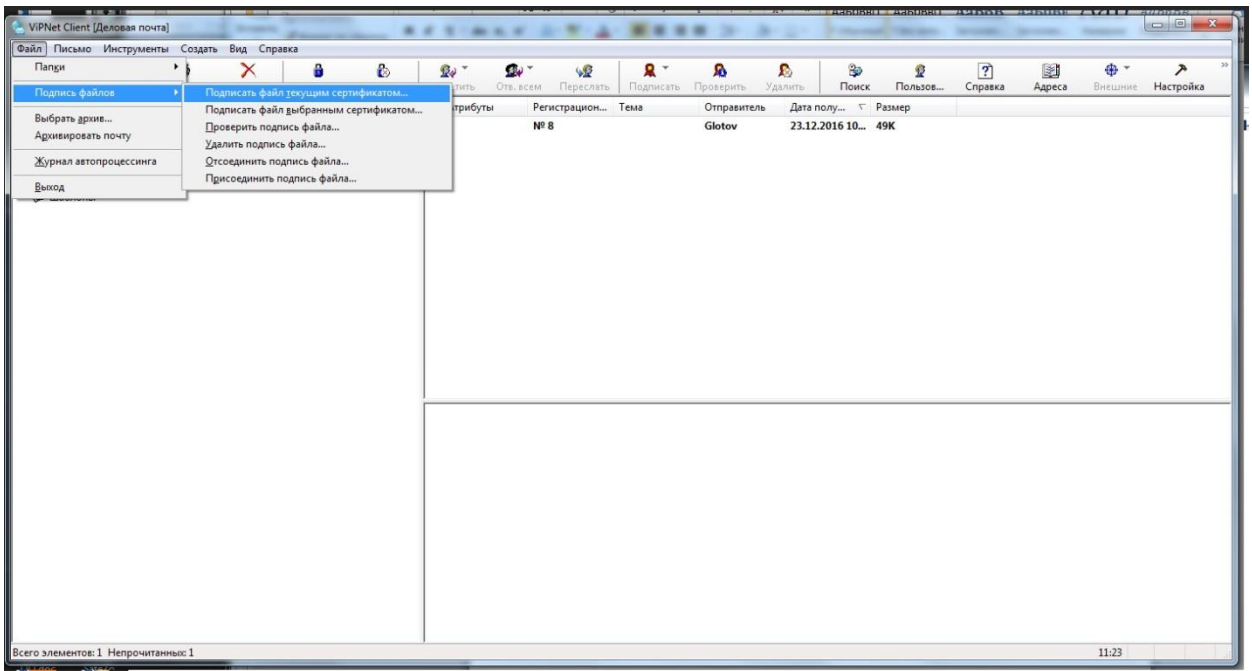 ViPNet Client [Деловая почта]
Файл Письмо Инструменты Создать Вид Справка
Папки
Подпись файлов
Выбрать архив...
Архивировать почту
Журнал автопроцессинга
Выход
Подписать файл текущим сертификатом...
Подписать файл выбранным сертификатом...
Проверить подпись файла...
Удалить подпись файла...
Отсоединить подпись файла...
Присоединить подпись файла...
Отв. всем Переслать Подписать Проверить Удалить Поиск Пользов... Справка Адреса Внешние Настройка
Регистрацион... Тема Отправитель Дата полу... Размер
№ 8 Glotov 23.12.2016 10... 49K
Всего элементов: 1 Непрочитанных: 1 11:23